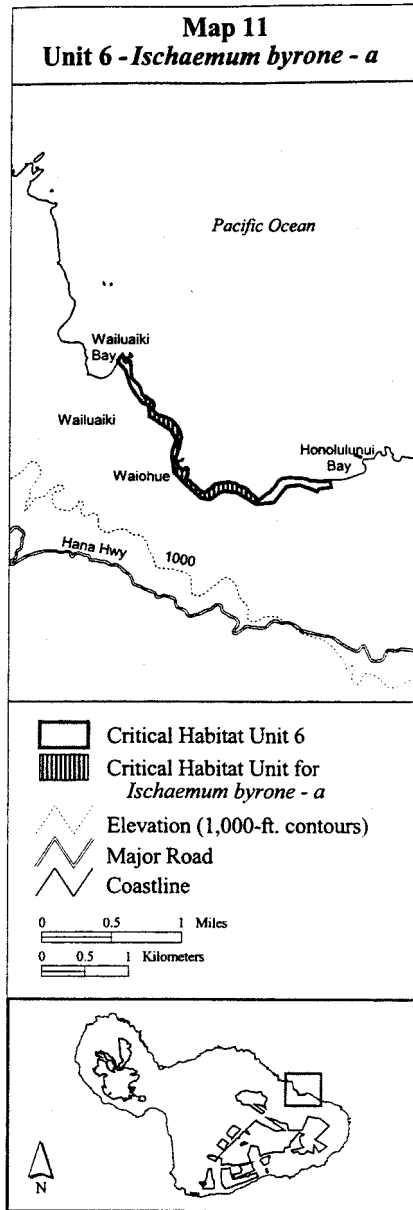 Map 11
Unit 6 - Ischaemum byrone - a
Pacific Ocean
Wailuaiki
Bay
Wailuaiki
Honolulunui
Bay
Waiohue
1000
Hana Hwy
Critical Habitat Unit 6
Critical Habitat Unit for
Ischaemum byrone - a
Elevation (1,000-ft. contours)
Major Road
Coastline
0 0.5 1 Miles
0 0.5 1 Kilometers
N